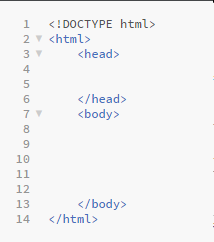 1 <!DOCTYPE html>
2 <html>
3 <head>
4
5
6 </head>
7 <body>
8
9
10
11
12
13 </body>
14 </html>